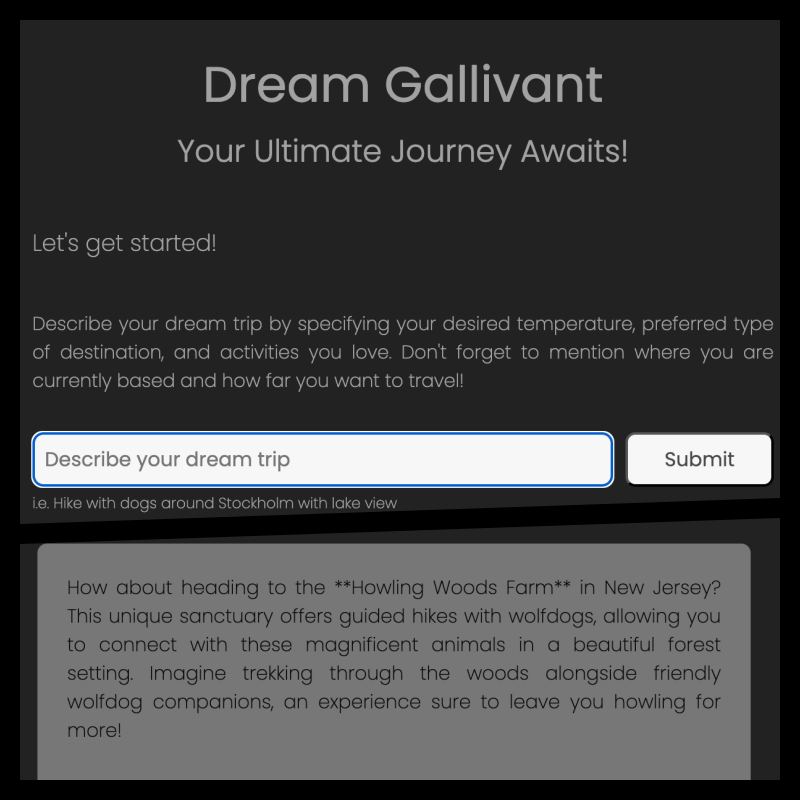 Dream Gallivant
Your Ultimate Journey Awaits!
Let's get started!
Describe your dream trip by specifying your desired temperature, preferred type
of destination, and activities you love. Don't forget to mention where you are
currently based and how far you want to travel!
Describe your dream trip
Submit
i.e. Hike with dogs around Stockholm with lake view
How about heading to the **Howling Woods Farm** in New Jersey?
This unique sanctuary offers guided hikes with wolfdogs, allowing you
to connect with these magnificent animals in a beautiful forest
setting. Imagine trekking through the woods alongside friendly
wolfdog companions, an experience sure to leave you howling for
more!